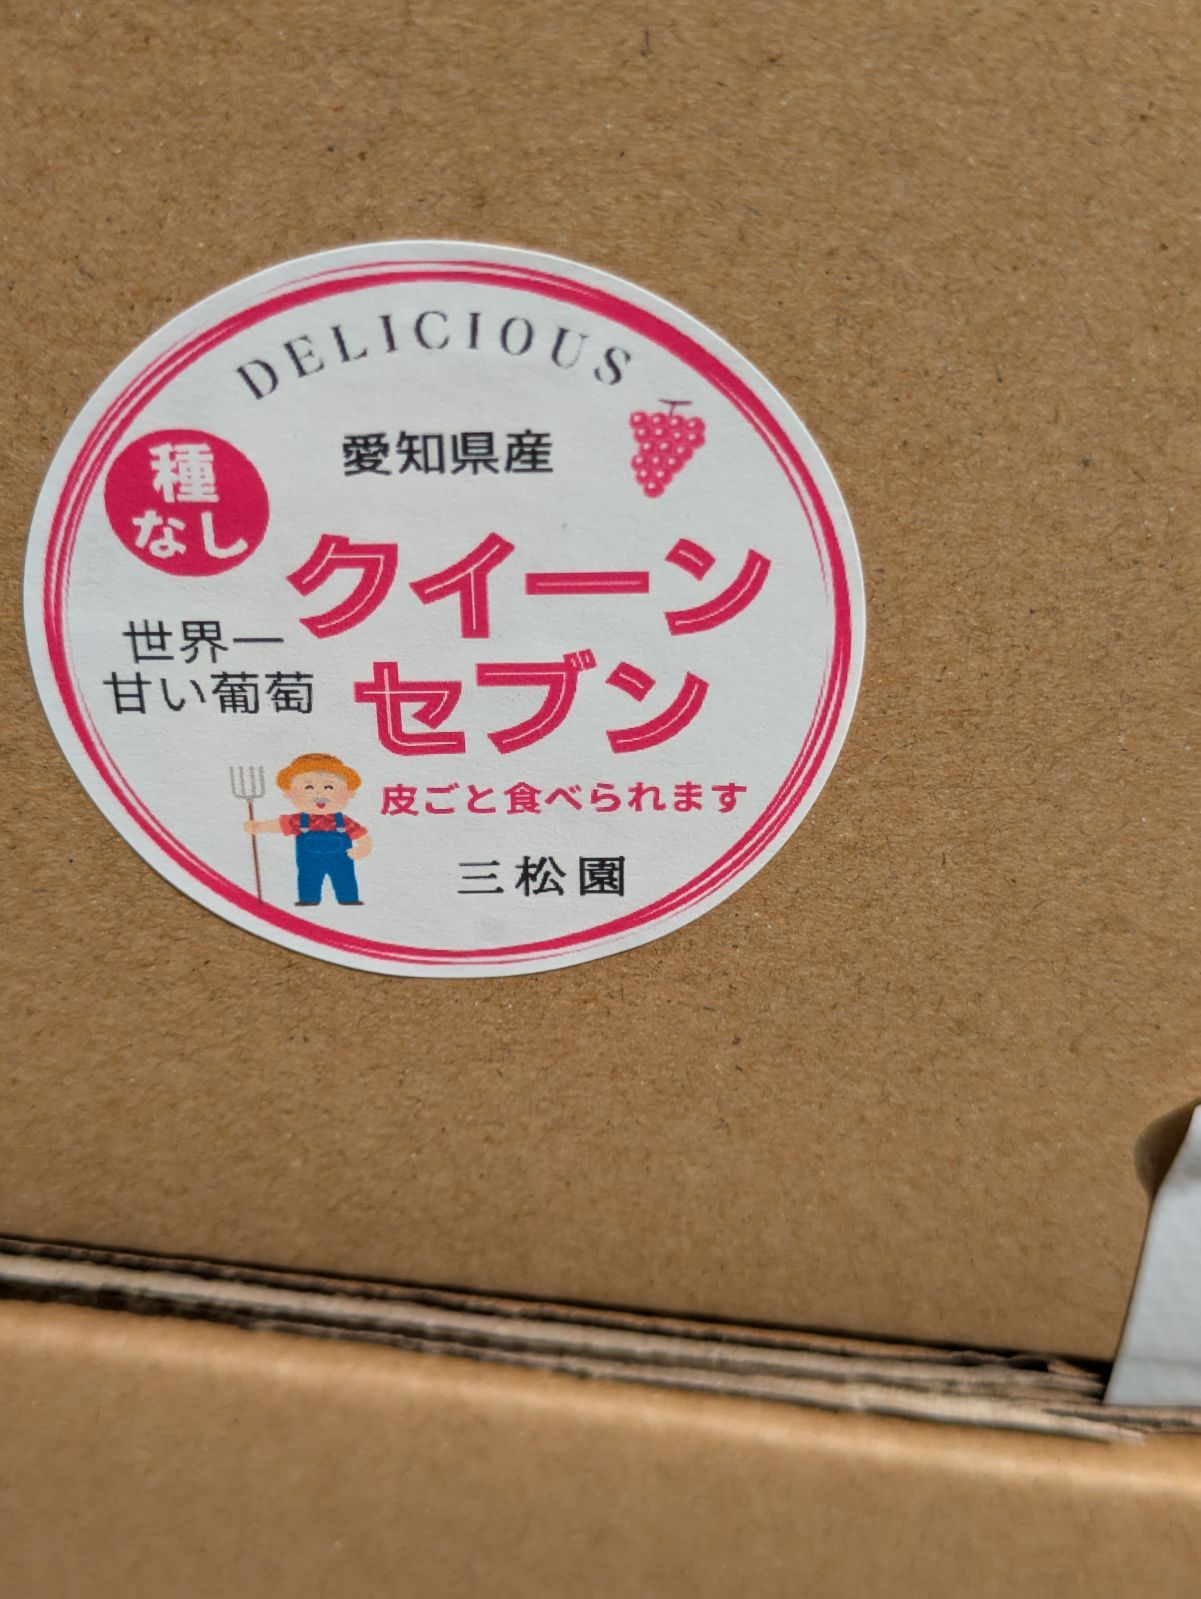 DELICIOUS
愛知県産
種
なし
クイーン
セブン
世界一
甘い葡萄
皮ごと食べられます
三松園